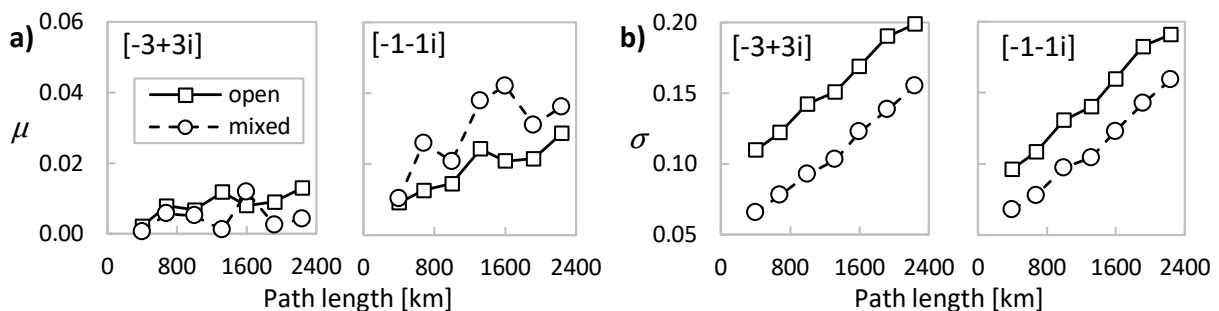 a)
μ
0.06
0.04
0.02
0.00
[-3+3i]
open
mixed
0 800 1600 2400
[-1-1i]
0 800 1600 2400
Path length [km]
b)
σ
0.20
0.15
0.10
0.05
[-3+3i]
0 800 1600 2400
[-1-1i]
0 800 1600 2400
Path length [km]